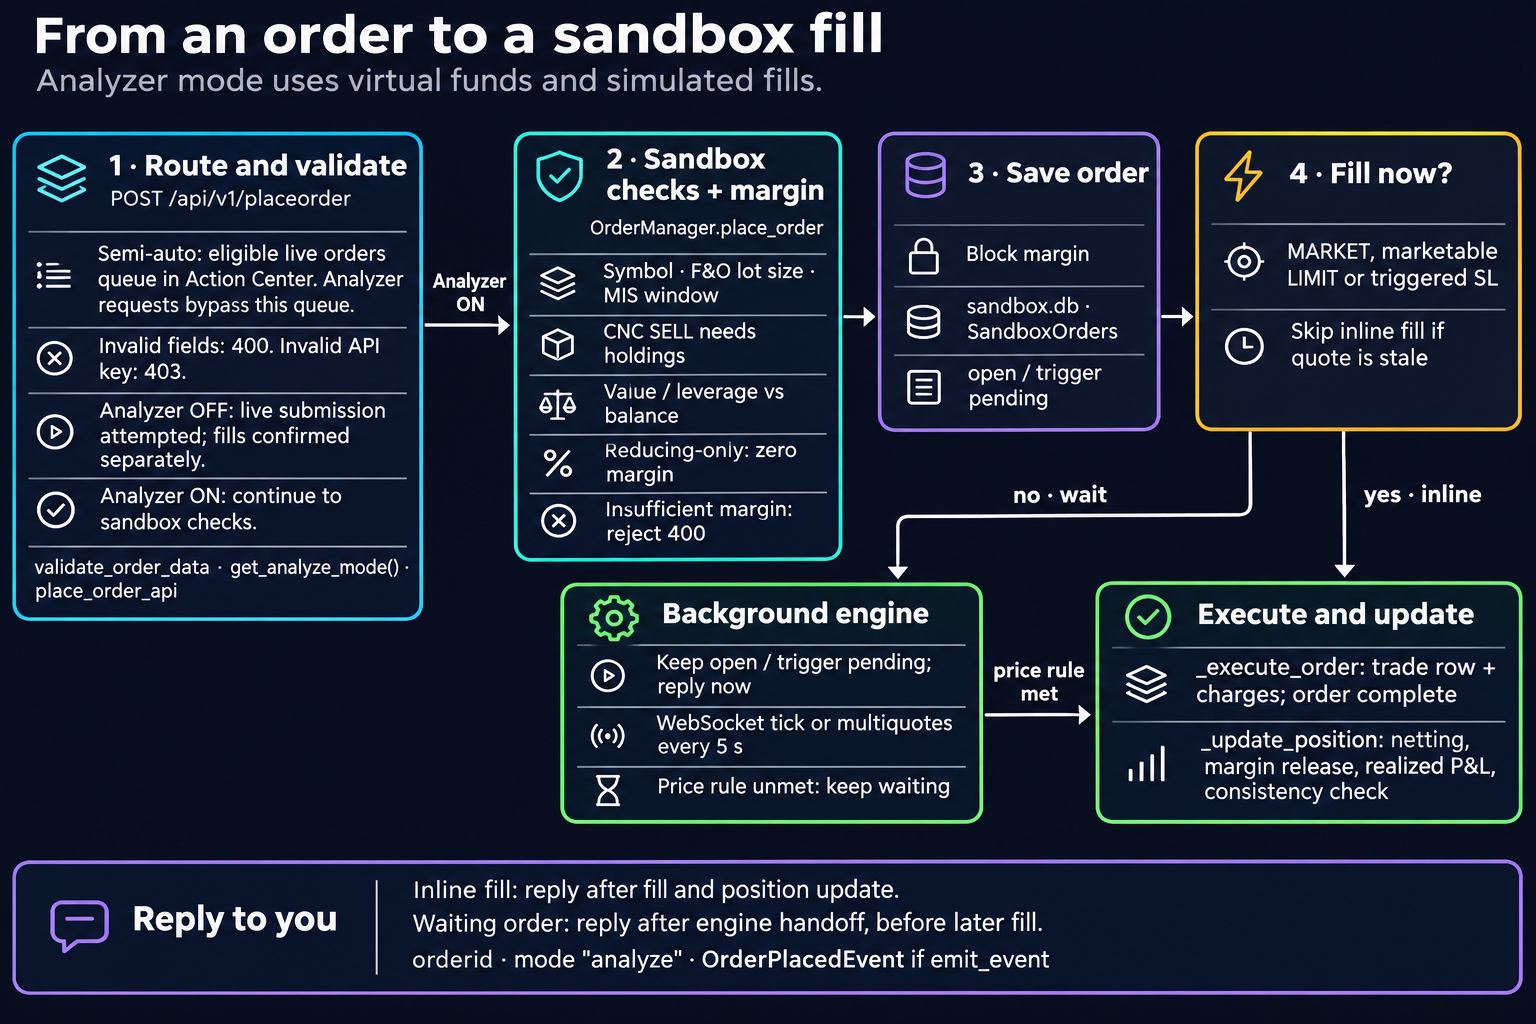 From an order to a sandbox fill
Analyzer mode uses virtual funds and simulated fills.
1 · Route and validate
POST /api/v1/placeorder
Semi-auto: eligible live orders
queue in Action Center. Analyzer
requests bypass this queue.
Invalid fields: 400. Invalid API
key: 403.
Analyzer OFF: live submission
attempted; fills confirmed
separately.
Analyzer ON: continue to
sandbox checks.
validate_order_data · get_analyze_mode() ·
place_order_api
Analyzer
ON
2 · Sandbox
checks + margin
OrderManager.place_order
Symbol · F&O lot size ·
MIS window
CNC SELL needs
holdings
Value / leverage vs
balance
Reducing-only: zero
margin
Insufficient margin:
reject 400
3 · Save order
Block margin
sandbox.db ·
SandboxOrders
open / trigger
pending
4 · Fill now?
MARKET, marketable
LIMIT or triggered SL
Skip inline fill if
quote is stale
no · wait
yes · inline
Background engine
Keep open / trigger pending;
reply now
WebSocket tick or multiquotes
every 5 s
Price rule unmet: keep waiting
price rule
met
Execute and update
_execute_order: trade row +
charges; order complete
_update_position: netting,
margin release, realized P&L,
consistency check
Reply to you
Inline fill: reply after fill and position update.
Waiting order: reply after engine handoff, before later fill.
orderid · mode "analyze" · OrderPlacedEvent if emit_event